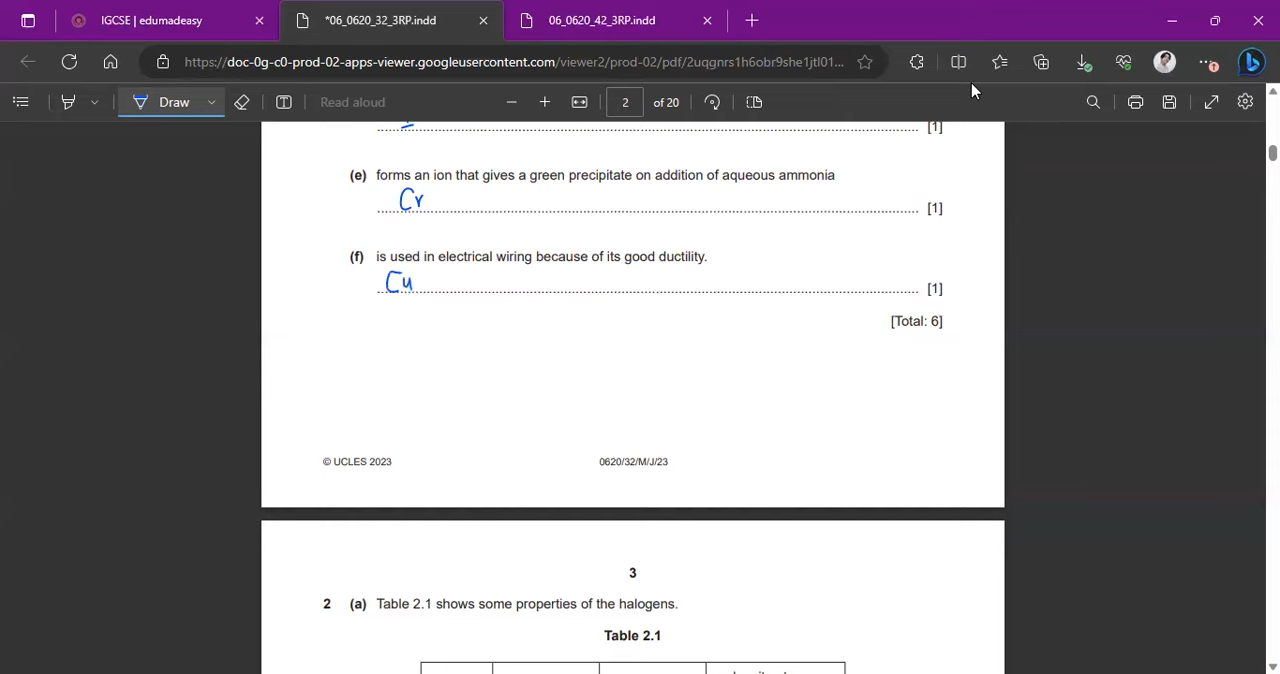 IGCSE | edumadeasy
*06_0620_32_3RP.indd
06_0620_42_3RP.indd
https://doc-0g-c0-prod-02-apps-viewer.googleusercontent.com/viewer2/prod-02/pdf/2uqgnrs1h6obr9she1jtl01...
Draw
Read aloud
2 of 20
[1]
(e) forms an ion that gives a green precipitate on addition of aqueous ammonia
Cr
[1]
(f) is used in electrical wiring because of its good ductility.
Cu
[1]
[Total: 6]
© UCLES 2023 0620/32/M/J/23
3
2 (a) Table 2.1 shows some properties of the halogens.
Table 2.1